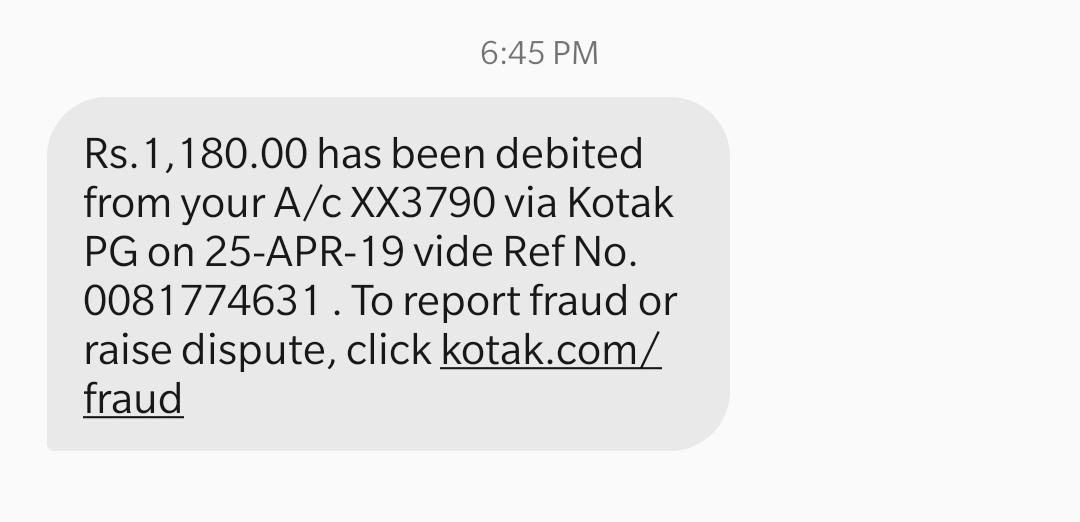 6:45 PM
Rs.1,180.00 has been debited
from your A/c XX3790 via Kotak
PG on 25-APR-19 vide Ref No.
0081774631 . To report fraud or
raise dispute, click kotak.com/
fraud